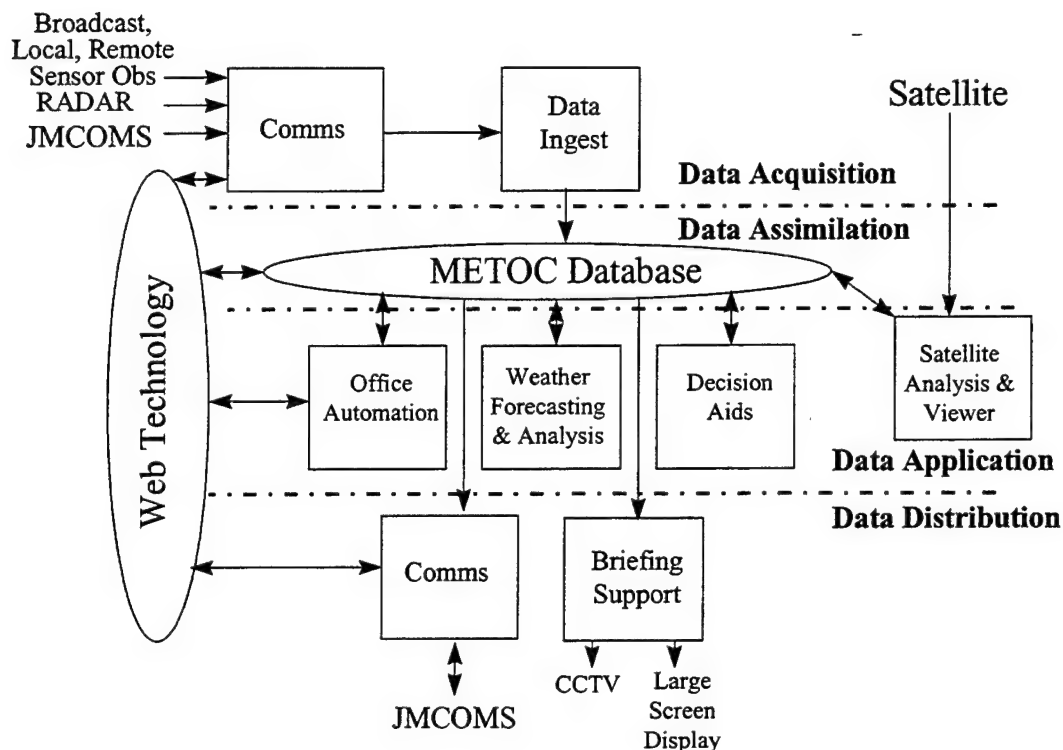 Broadcast,
Local, Remote
Sensor Obs
RADAR
JMCOMS
Comms
Data
Ingest
Satellite
Data Acquisition
Data Assimilation
METOC Database
Web Technology
Office
Automation
Weather
Forecasting
& Analysis
Decision
Aids
Satellite
Analysis &
Viewer
Data Application
Data Distribution
Comms
Briefing
Support
JMCOMS
CCTV
Large
Screen
Display